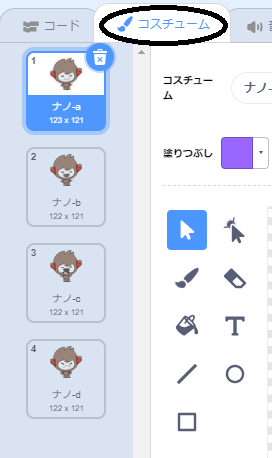 コード
コスチューム
1
ナノ-a
123 x 121
2
ナノ-b
122 x 121
3
ナノ-c
122 x 121
4
ナノ-d
122 x 121
コスチュー
ム
ナノ-
塗りつぶし
T